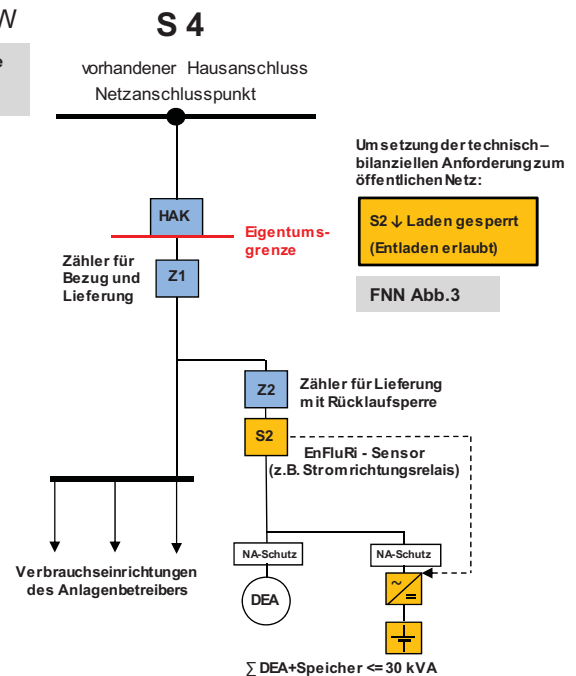 W
S 4
e
vorhandener Hausanschluss
Netzanschlusspunkt
Umsetzung der technisch–
bilanziellen Anforderung zum
öffentlichen Netz:
S2 ↓ Laden gesperrt
(Entladen erlaubt)
FNN Abb.3
HAK
Eigentums-
grenze
Zähler für
Bezug und
Lieferung
Z1
Z2
Zähler für Lieferung
mit Rücklaufsperre
S2
EnFluRi - Sensor
(z.B. Stromrichtungsrelais)
NA-Schutz
NA-Schutz
Verbrauchseinrichtungen
des Anlagenbetreibers
DEA
~
=
∑ DEA+Speicher <= 30 kVA